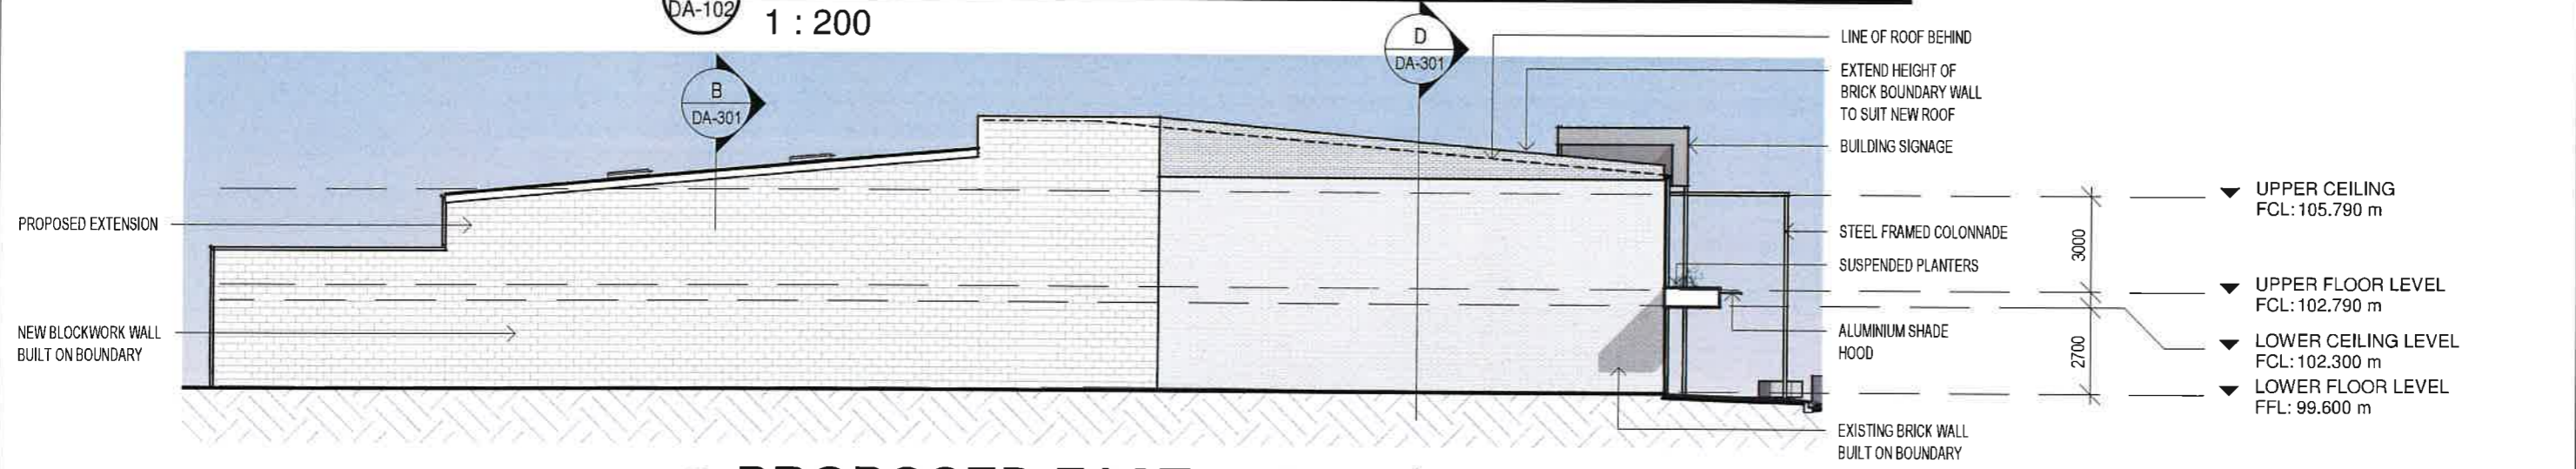 DA-102
1 : 200
B
DA-301
D
DA-301
LINE OF ROOF BEHIND
EXTEND HEIGHT OF
BRICK BOUNDARY WALL
TO SUIT NEW ROOF
BUILDING SIGNAGE
PROPOSED EXTENSION
STEEL FRAMED COLONNADE
SUSPENDED PLANTERS
NEW BLOCKWORK WALL
BUILT ON BOUNDARY
ALUMINIUM SHADE
HOOD
EXISTING BRICK WALL
BUILT ON BOUNDARY
3000
2700
UPPER CEILING
FCL: 105.790 m
UPPER FLOOR LEVEL
FCL: 102.790 m
LOWER CEILING LEVEL
FCL: 102.300 m
LOWER FLOOR LEVEL
FFL: 99.600 m